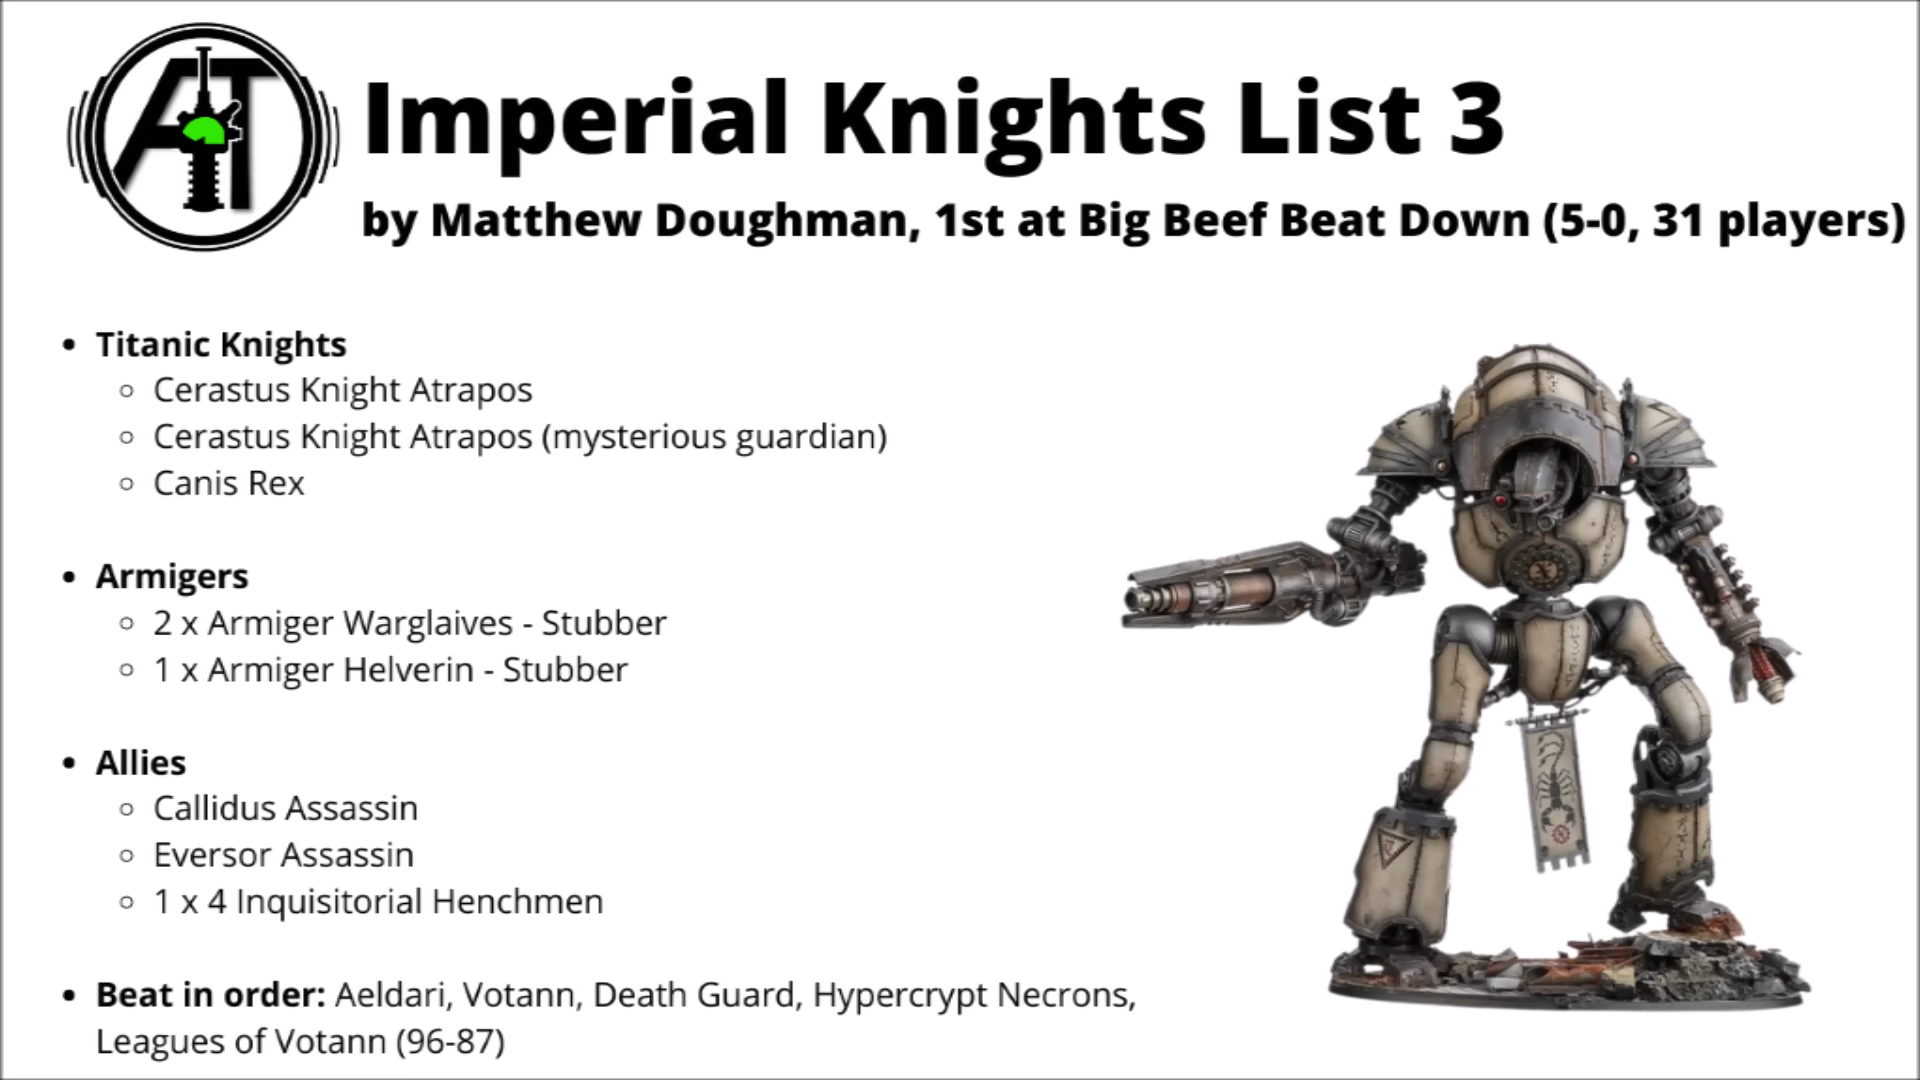 AT
Imperial Knights List 3
by Matthew Doughman, 1st at Big Beef Beat Down (5-0, 31 players)
• Titanic Knights
○ Cerastus Knight Atrapos
○ Cerastus Knight Atrapos (mysterious guardian)
○ Canis Rex
• Armigers
○ 2 x Armiger Warglaives - Stubber
○ 1 x Armiger Helverin - Stubber
• Allies
○ Callidus Assassin
○ Eversor Assassin
○ 1 x 4 Inquisitorial Henchmen
• Beat in order: Aeldari, Votann, Death Guard, Hypercrypt Necrons,
Leagues of Votann (96-87)